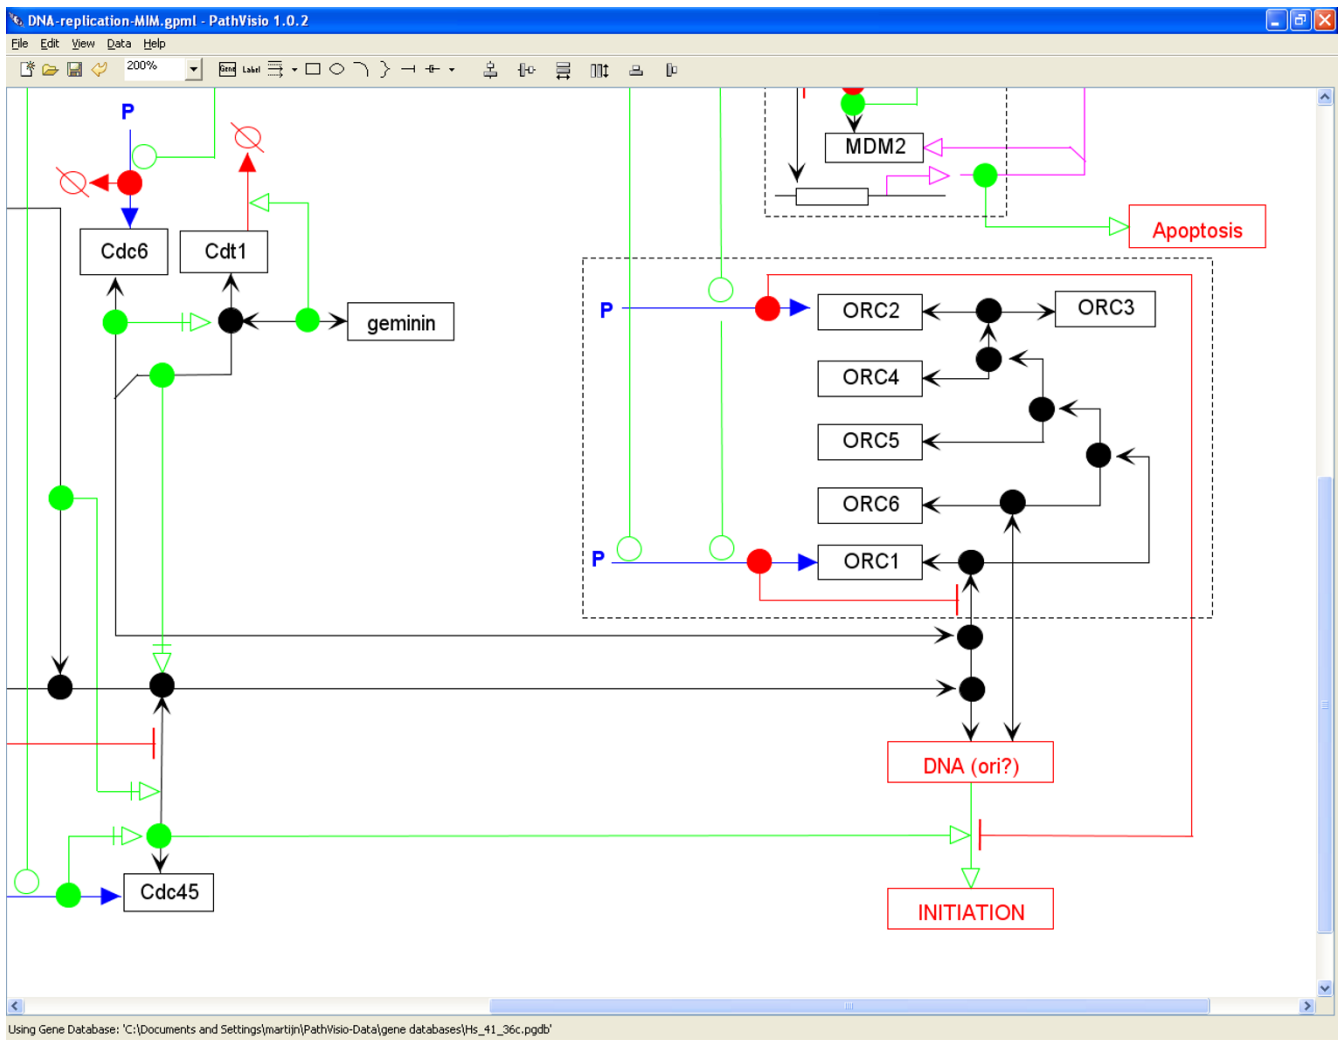 DNA-replication-MIM.gpml - PathVisio 1.0.2
File Edit View Data Help
200% Gene Label
P
MDM2
Apoptosis
Cdc6 Cdt1
geminin
P ORC2 ORC3
ORC4
ORC5
ORC6
P ORC1
DNA (ori?)
Cdc45
INITIATION
Using Gene Database: 'C:\Documents and Settings\martijn\PathVisio-Data\gene databases\Hs_41_36c.pgdb'